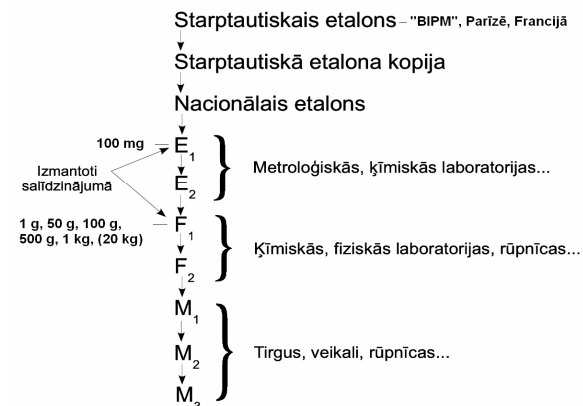 Starptautiskais etalons – "BIPM", Parīzē, Francijā
Starptautiskā etalona kopija
Nacionālais etalons
100 mg
E1
Izmantoti
salīdzinājumā
E2
Metroloģiskās, ķīmiskās laboratorijas...
1 g, 50 g, 100 g,
500 g, 1 kg, (20 kg)
F1
F2
Ķīmiskās, fiziskās laboratorijas, rūpnīcas...
M1
M2
Tirgus, veikali, rūpnīcas...
M3